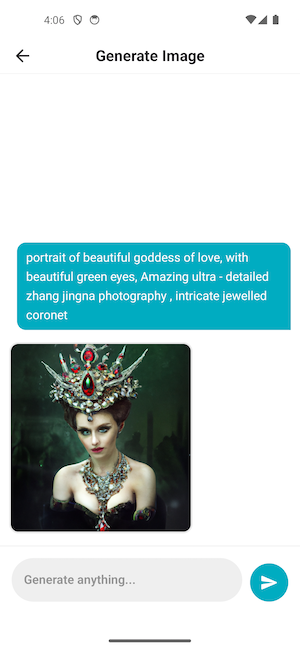 4:06
Generate Image
portrait of beautiful goddess of love, with
beautiful green eyes, Amazing ultra - detailed
zhang jingna photography , intricate jewelled
coronet
Generate anything...